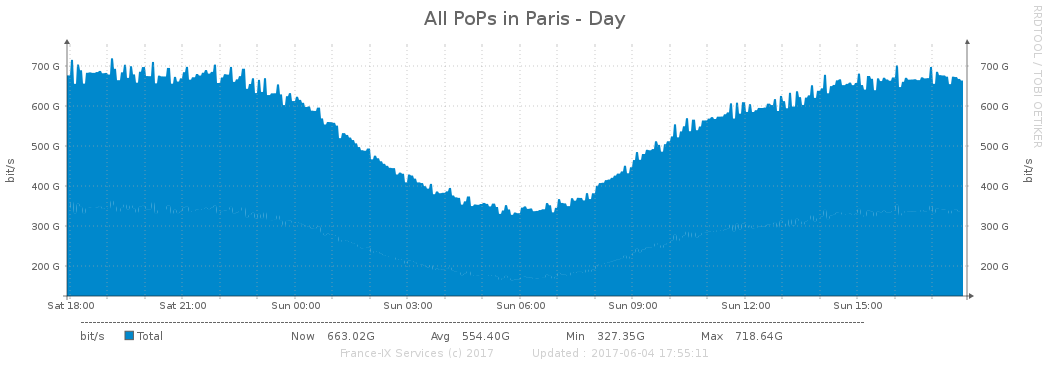 All PoPs in Paris - Day
RRDTOOL / TOBI OETIKER
bit/s
700 G
600 G
500 G
400 G
300 G
200 G
700 G
600 G
500 G
400 G
300 G
200 G
bit/s
Sat 18:00 Sat 21:00 Sun 00:00 Sun 03:00 Sun 06:00 Sun 09:00 Sun 12:00 Sun 15:00
bit/s Total Now 663.02G Avg 554.40G Min 327.35G Max 718.64G
France-IX Services (c) 2017 Updated : 2017-06-04 17:55:11